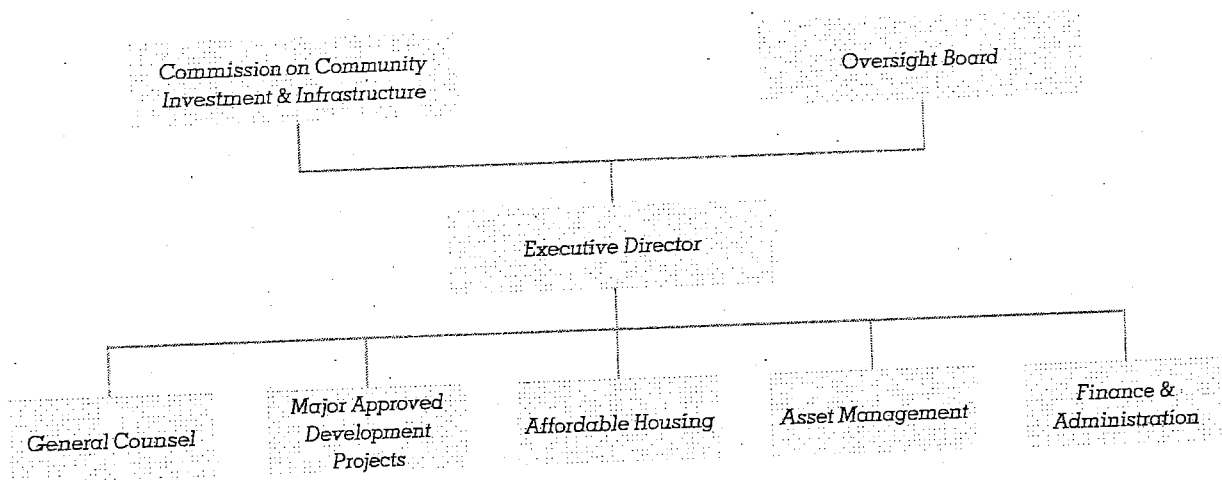 Commission on Community
Investment & Infrastructure
Oversight Board
Executive Director
General Counsel
Major Approved
Development
Projects
Affordable Housing
Asset Management
Finance &
Administration